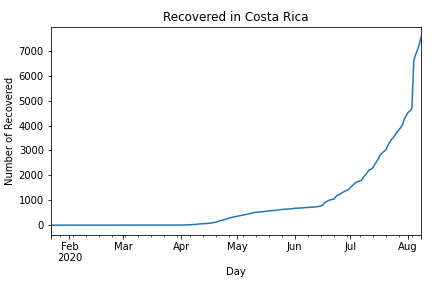 Recovered in Costa Rica
Number of Recovered
7000
6000
5000
4000
3000
2000
1000
0
Feb Mar Apr May Jun Jul Aug
2020
Day